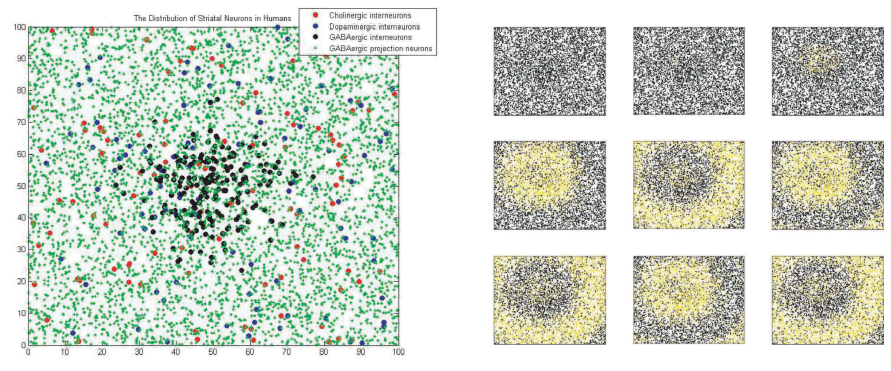 The Distribution of Striatal Neurons in Humans
Cholinergic interneurons
Dopaminergic interneurons
GABAergic interneurons
GABAergic projection neurons
100
90
80
70
60
50
40
30
20
10
0
0 10 20 30 40 50 60 70 80 90 100